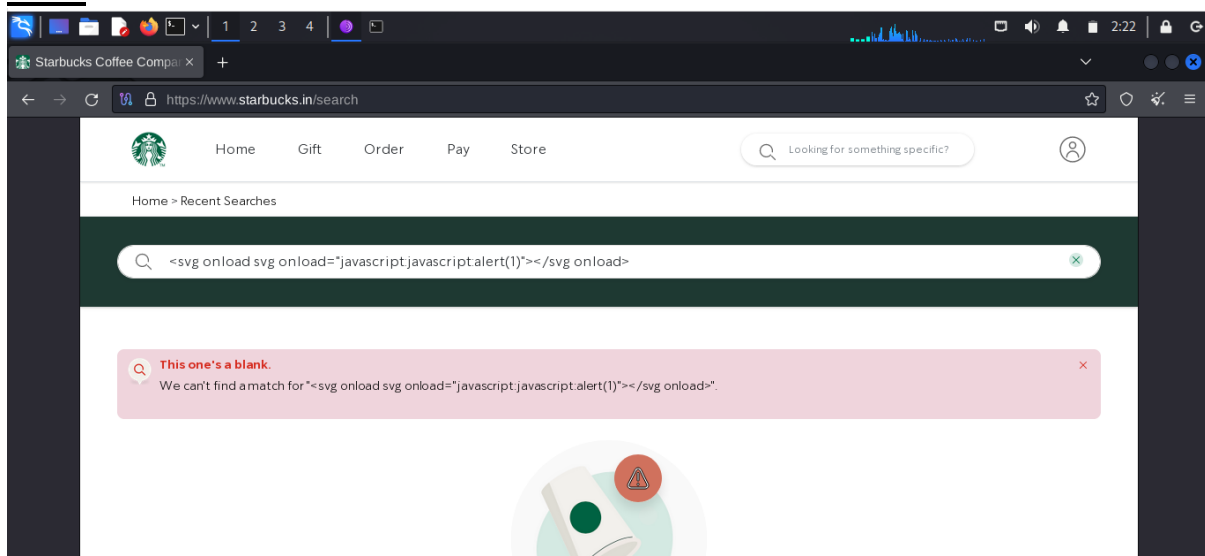 1 2 3 4
2:22
Starbucks Coffee Compa
https://www.starbucks.in/search
Home Gift Order Pay Store
Looking for something specific?
Home > Recent Searches
<svg onload svg onload="javascript:javascript:alert(1)"></svg onload>
This one's a blank.
We can't find a match for "<svg onload svg onload="javascript:javascript:alert(1)"></svg onload>".